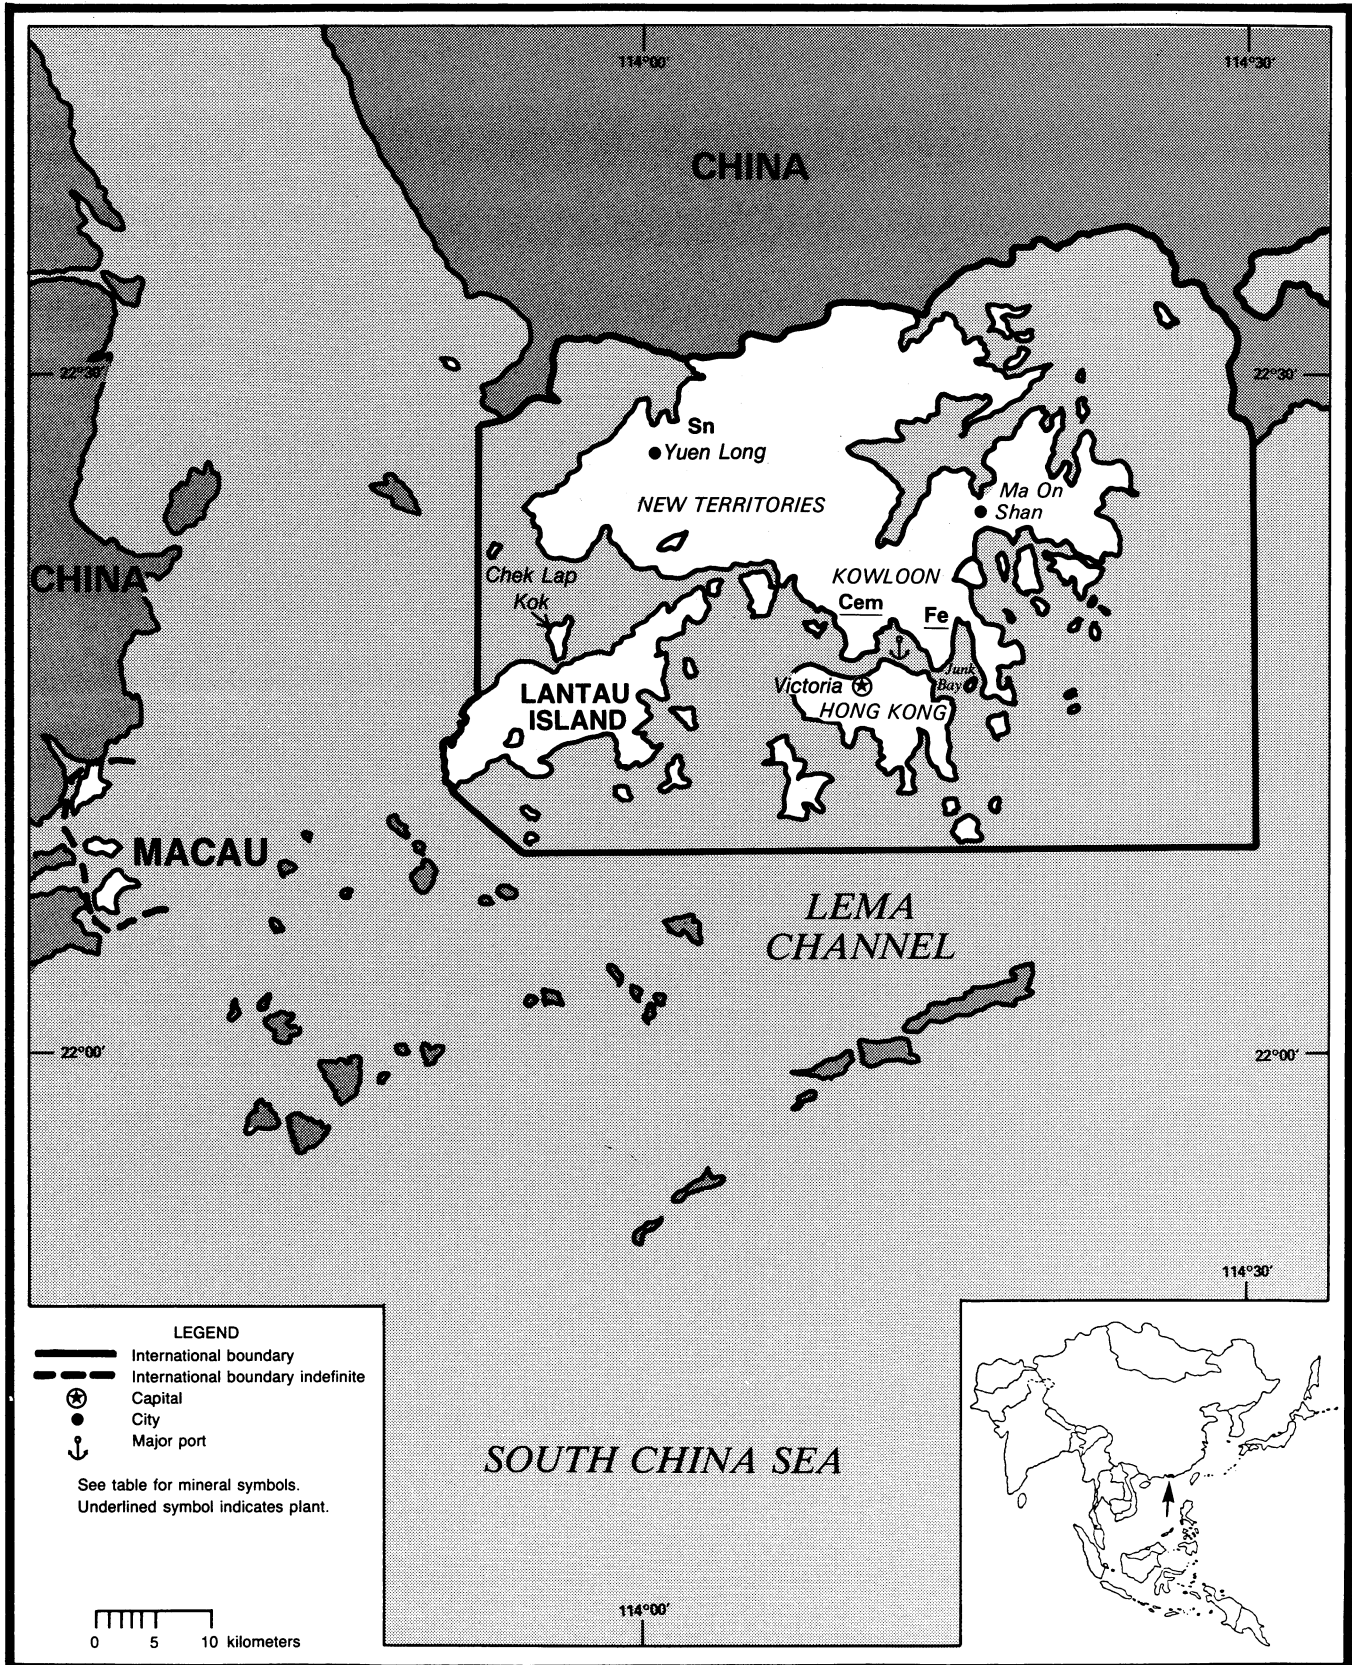 114°00′
114°30′
CHINA
22°30′
22°30′
Sn
Yuen Long
Ma On
Shan
NEW TERRITORIES
CHINA
Chek Lap
Kok
KOWLOON
Cem
Fe
Junk
Bay
Victoria
LANTAU
ISLAND
HONG KONG
MACAU
LEMA
CHANNEL
22°00′
22°00′
114°30′
LEGEND
International boundary
International boundary indefinite
Capital
City
Major port
See table for mineral symbols.
Underlined symbol indicates plant.
SOUTH CHINA SEA
114°00′
0 5 10 kilometers